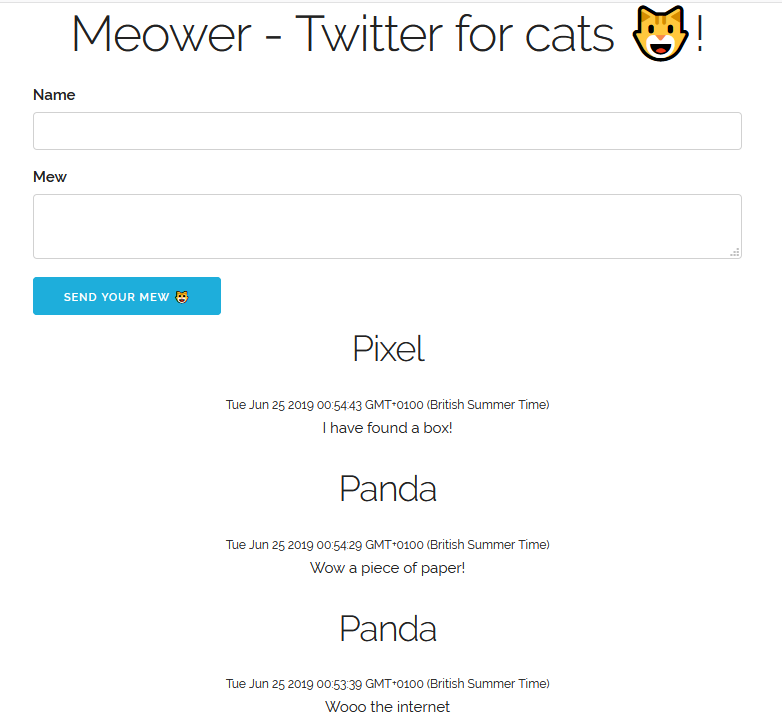 Meower - Twitter for cats 😺!
Name
Mew
SEND YOUR MEW 😺
Pixel
Tue Jun 25 2019 00:54:43 GMT+0100 (British Summer Time)
I have found a box!
Panda
Tue Jun 25 2019 00:54:29 GMT+0100 (British Summer Time)
Wow a piece of paper!
Panda
Tue Jun 25 2019 00:53:39 GMT+0100 (British Summer Time)
Wooo the internet